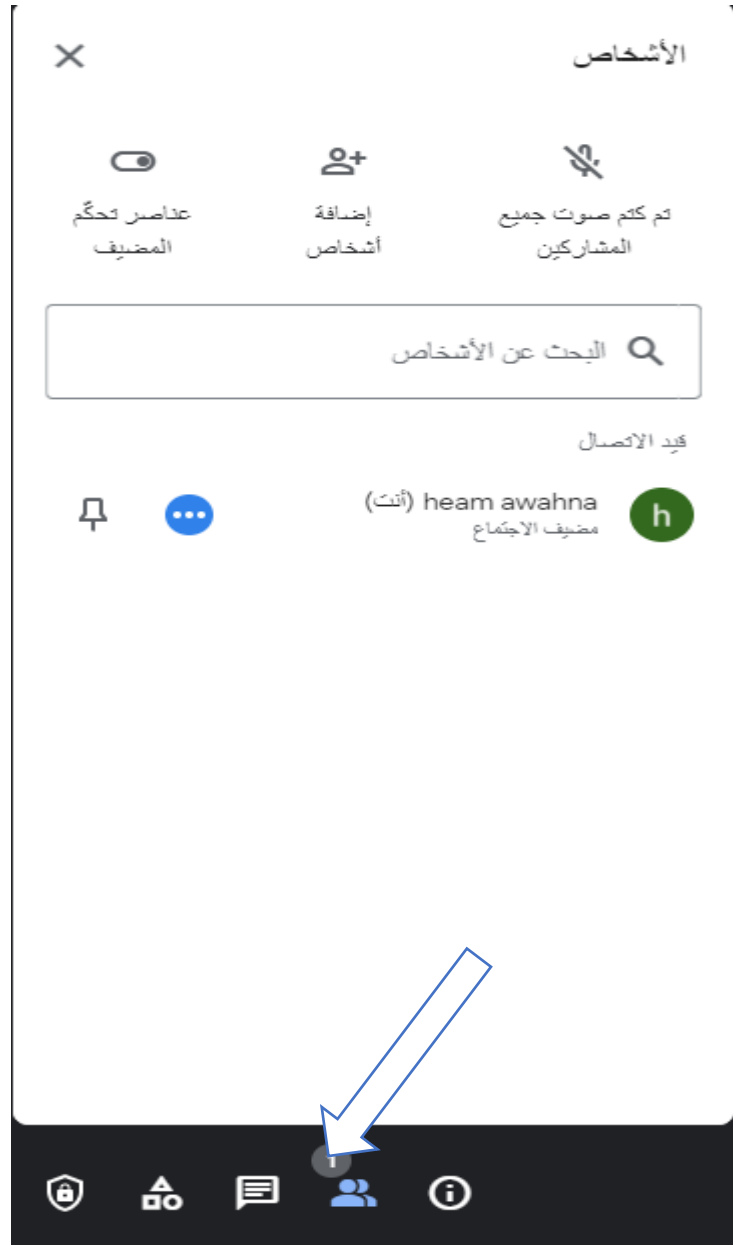 الأشخاص
تم كتم صوت جميع
المشاركين
إضافة
أشخاص
عناصر تحكّم
المضيف
البحث عن الأشخاص
قيد الاتصال
heam awahna (أنت)
مضيف الاجتماع
h
1